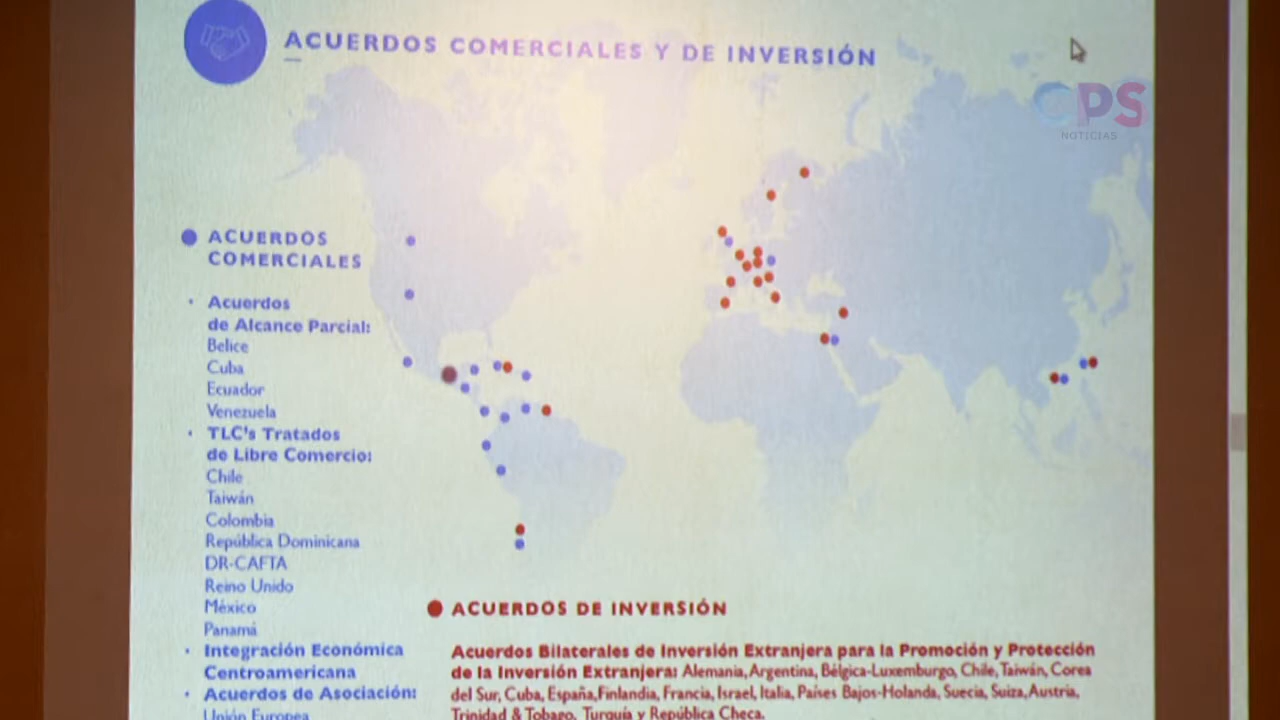 ACUERDOS COMERCIALES Y DE INVERSIÓN
CPS
NOTICIAS
ACUERDOS
COMERCIALES
· Acuerdos
de Alcance Parcial:
Belice
Cuba
Ecuador
Venezuela
· TLC's Tratados
de Libre Comercio:
Chile
Taiwán
Colombia
República Dominicana
DR-CAFTA
Reino Unido
México
Panamá
· Integración Económica
Centroamericana
· Acuerdos de Asociación:
Unión Europea
ACUERDOS DE INVERSIÓN
Acuerdos Bilaterales de Inversión Extranjera para la Promoción y Protección
de la Inversión Extranjera: Alemania, Argentina, Bélgica-Luxemburgo, Chile, Taiwán, Corea
del Sur, Cuba, España, Finlandia, Francia, Israel, Italia, Países Bajos-Holanda, Suecia, Suiza, Austria,
Trinidad & Tobago, Turquía y República Checa.